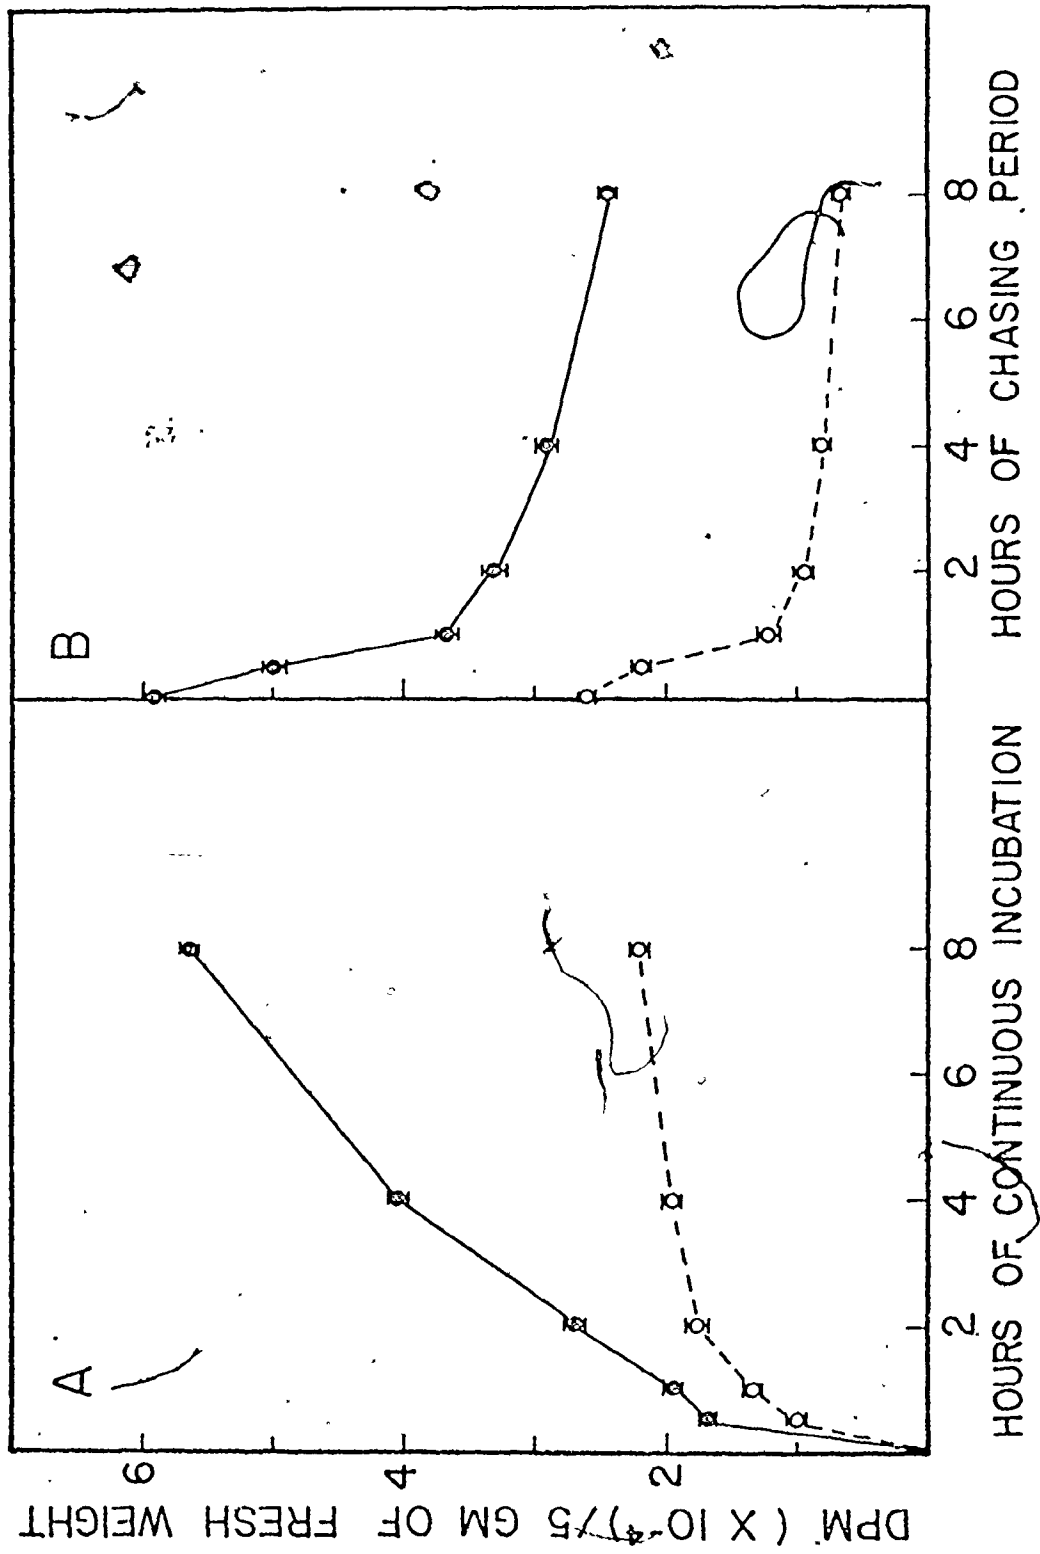 A
B
DPM (X 10⁻⁴)/5 GM OF FRESH WEIGHT
6
4
2
2 4 6 8
2 4 6 8
HOURS OF CONTINUOUS INCUBATION
HOURS OF CHASING PERIOD